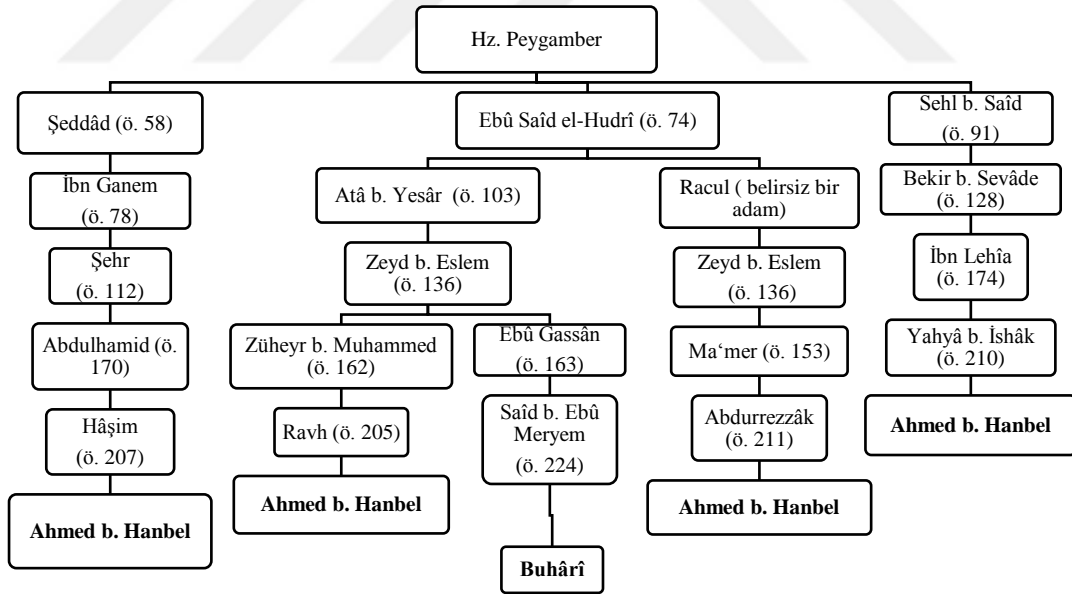 Hz. Peygamber
Şeddâd (ö. 58)
İbn Ganem
(ö. 78)
Şehr
(ö. 112)
Abdulhamid (ö.
170)
Hâşim
(ö. 207)
Ahmed b. Hanbel
Ebû Saîd el-Hudrî (ö. 74)
Atâ b. Yesâr (ö. 103)
Zeyd b. Eslem
(ö. 136)
Züheyr b. Muhammed
(ö. 162)
Ravh (ö. 205)
Ahmed b. Hanbel
Ebû Gassân
(ö. 163)
Saîd b. Ebû
Meryem
(ö. 224)
Buhârî
Racul ( belirsiz bir
adam)
Zeyd b. Eslem
(ö. 136)
Ma‘mer (ö. 153)
Abdurrezzâk
(ö. 211)
Ahmed b. Hanbel
Sehl b. Saîd
(ö. 91)
Bekir b. Sevâde
(ö. 128)
İbn Lehîa
(ö. 174)
Yahyâ b. İshâk
(ö. 210)
Ahmed b. Hanbel